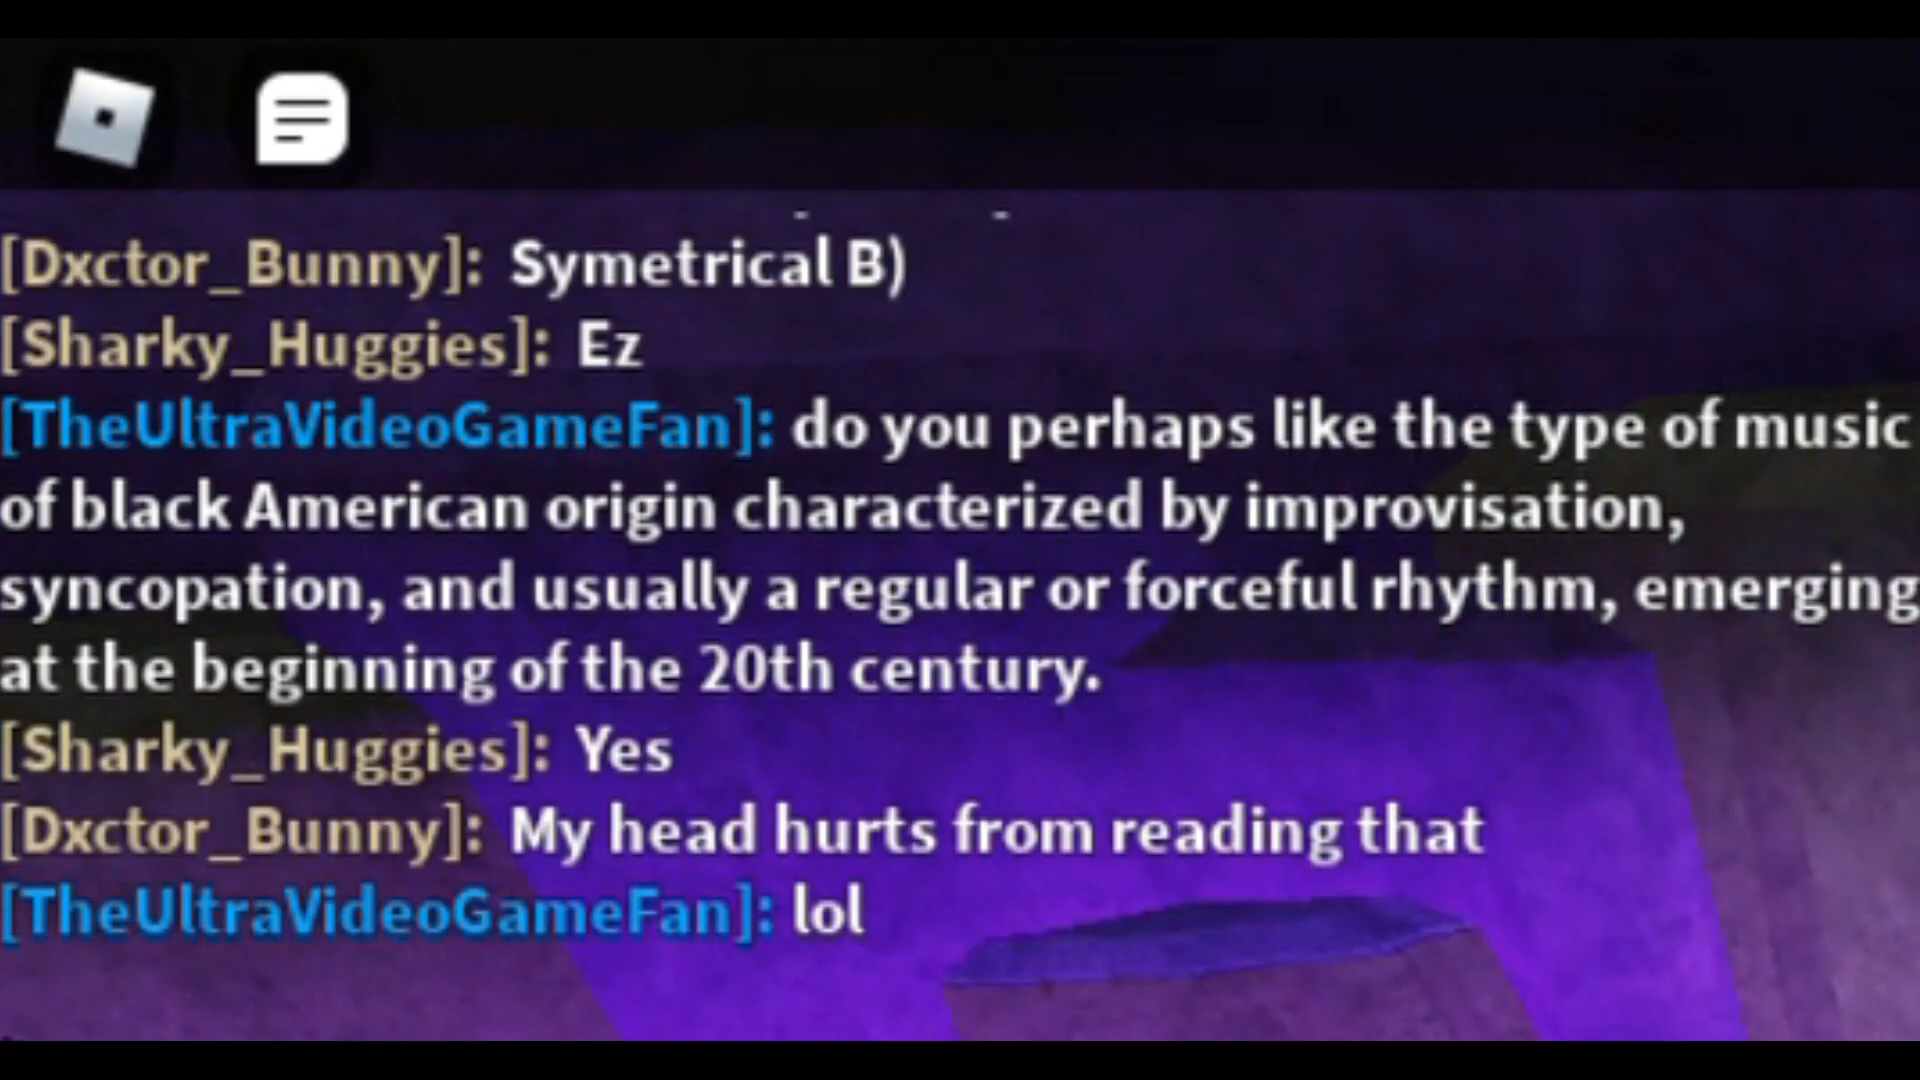 [Dxctor_Bunny]: Symetrical B)
[Sharky_Huggies]: Ez
[TheUltraVideoGameFan]: do you perhaps like the type of music
of black American origin characterized by improvisation,
syncopation, and usually a regular or forceful rhythm, emerging
at the beginning of the 20th century.
[Sharky_Huggies]: Yes
[Dxctor_Bunny]: My head hurts from reading that
[TheUltraVideoGameFan]: lol